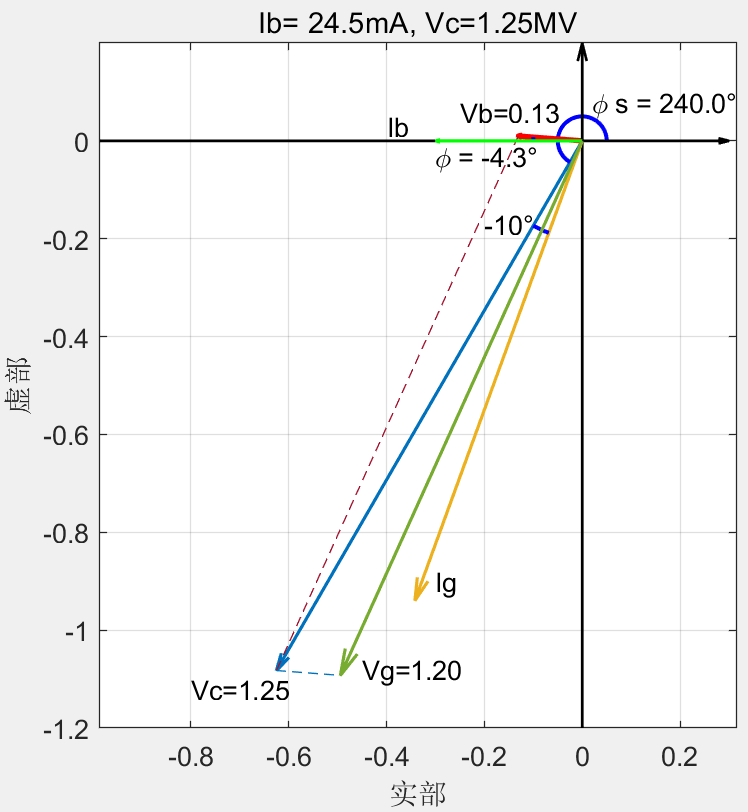 Ib= 24.5mA, Vc=1.25MV
ϕ s = 240.0°
Vb=0.13
Ib
ϕ = -4.3°
-10°
Ig
Vg=1.20
Vc=1.25
0
-0.2
-0.4
-0.6
-0.8
-1
-1.2
虚部
-0.8 -0.6 -0.4 -0.2 0 0.2
实部